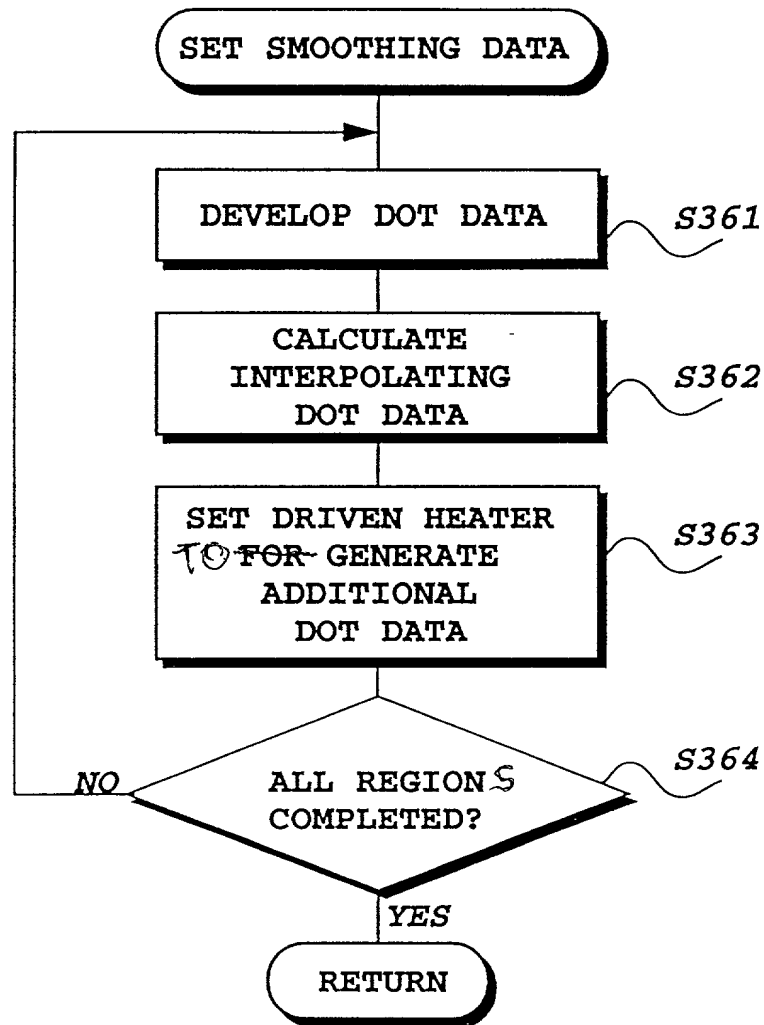 SET SMOOTHING DATA
DEVELOP DOT DATA
S361
CALCULATE
INTERPOLATING
DOT DATA
S362
SET DRIVEN HEATER
TO FOR GENERATE
ADDITIONAL
DOT DATA
S363
ALL REGIONS
COMPLETED?
S364
NO
YES
RETURN